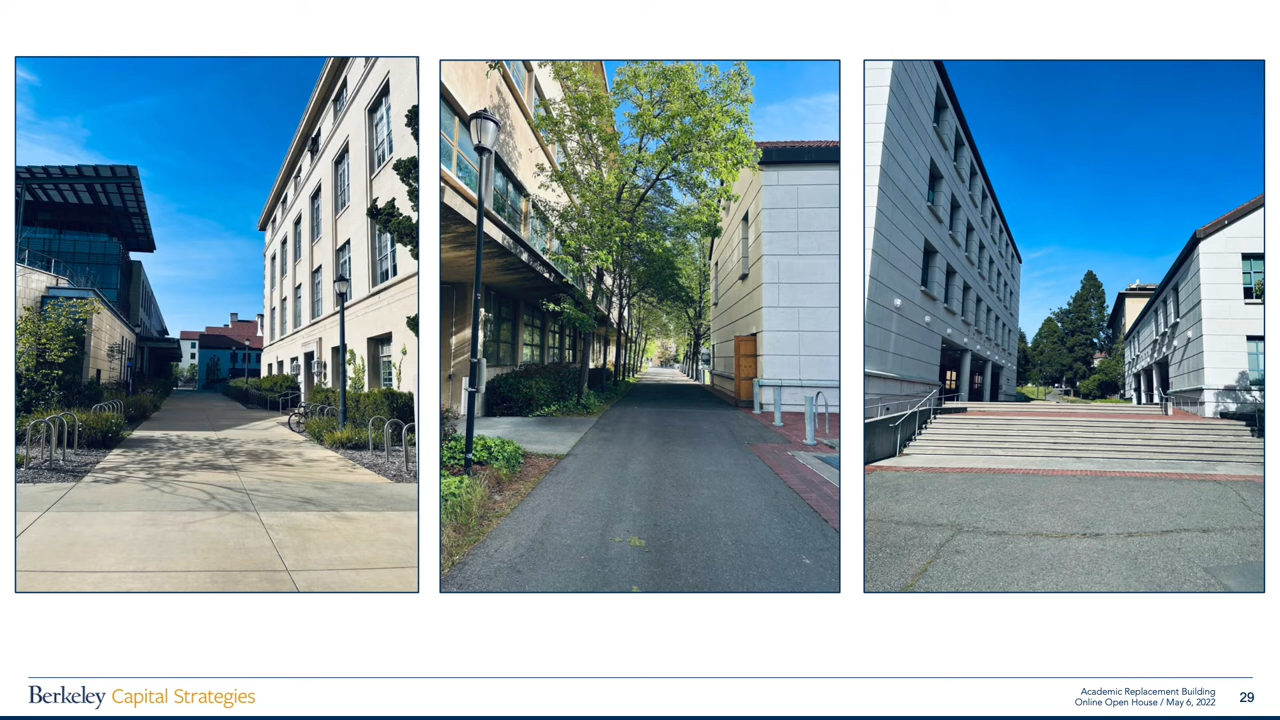 Berkeley Capital Strategies
Academic Replacement Building
Online Open House / May 6, 2022
29